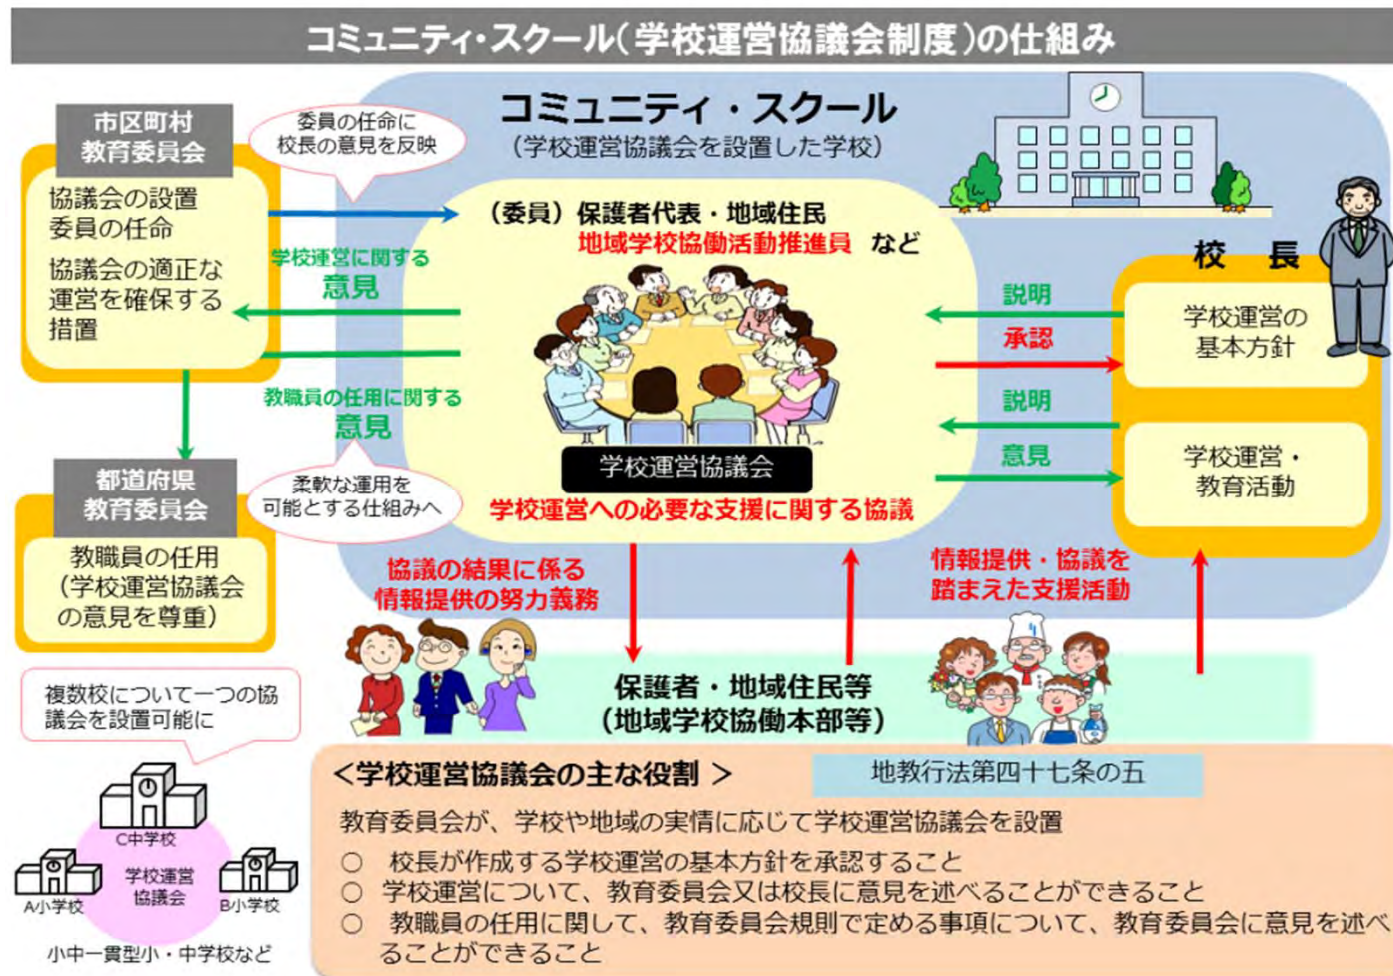 コミュニティ・スクール（学校運営協議会制度）の仕組み
市区町村
教育委員会
協議会の設置
委員の任命
協議会の適正な
運営を確保する
措置
委員の任命に
校長の意見を反映
コミュニティ・スクール
（学校運営協議会を設置した学校）
（委員）保護者代表・地域住民
地域学校協働活動推進員 など
学校運営に関する
意見
教職員の任用に関する
意見
学校運営協議会
学校運営への必要な支援に関する協議
校 長
説明
承認
学校運営の
基本方針
説明
意見
学校運営・
教育活動
都道府県
教育委員会
教職員の任用
（学校運営協議会
の意見を尊重）
柔軟な運用を
可能とする仕組みへ
協議の結果に係る
情報提供の努力義務
情報提供・協議を
踏まえた支援活動
保護者・地域住民等
（地域学校協働本部等）
複数校について一つの協
議会を設置可能に
C中学校
学校運営
協議会
A小学校
B小学校
小中一貫型小・中学校など
＜学校運営協議会の主な役割 ＞
地教行法第四十七条の五
教育委員会が、学校や地域の実情に応じて学校運営協議会を設置
○ 校長が作成する学校運営の基本方針を承認すること
○ 学校運営について、教育委員会又は校長に意見を述べることができること
○ 教職員の任用に関して、教育委員会規則で定める事項について、教育委員会に意見を述べ
ることができること